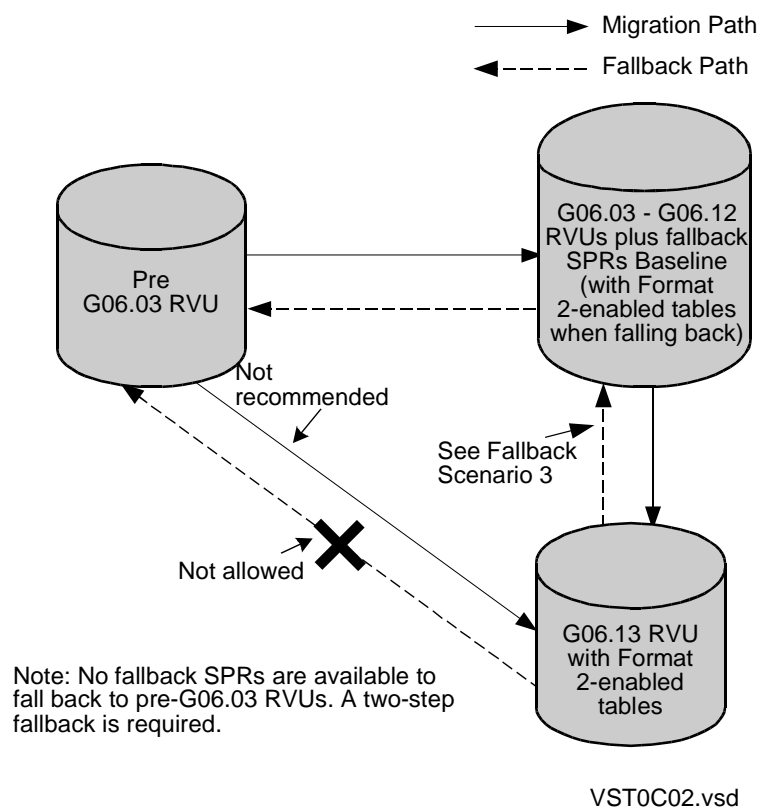 Migration Path
Fallback Path
Pre
G06.03 RVU
G06.03 - G06.12
RVUs plus fallback
SPRs Baseline
(with Format
2-enabled tables
when falling back)
Not
recommended
See Fallback
Scenario 3
Not allowed
G06.13 RVU
with Format
2-enabled
tables
Note: No fallback SPRs are available to
fall back to pre-G06.03 RVUs. A two-step
fallback is required.
VST0C02.vsd